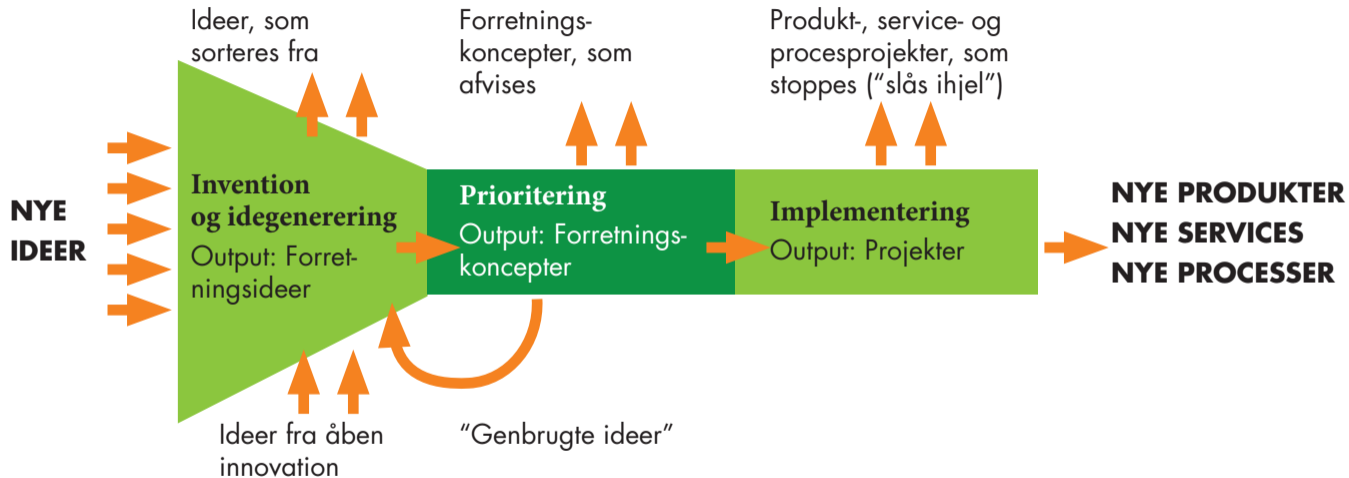 Ideer, som
sorteres fra
Forretnings-
koncepter, som
afvises
Produkt-, service- og
procesprojekter, som
stoppes (“slås ihjel”)
NYE
IDEER
Invention
og idegenerering
Output: Forret-
ningsideer
Prioritering
Output: Forretnings-
koncepter
Implementering
Output: Projekter
NYE PRODUKTER
NYE SERVICES
NYE PROCESSER
Ideer fra åben
innovation
“Genbrugte ideer”